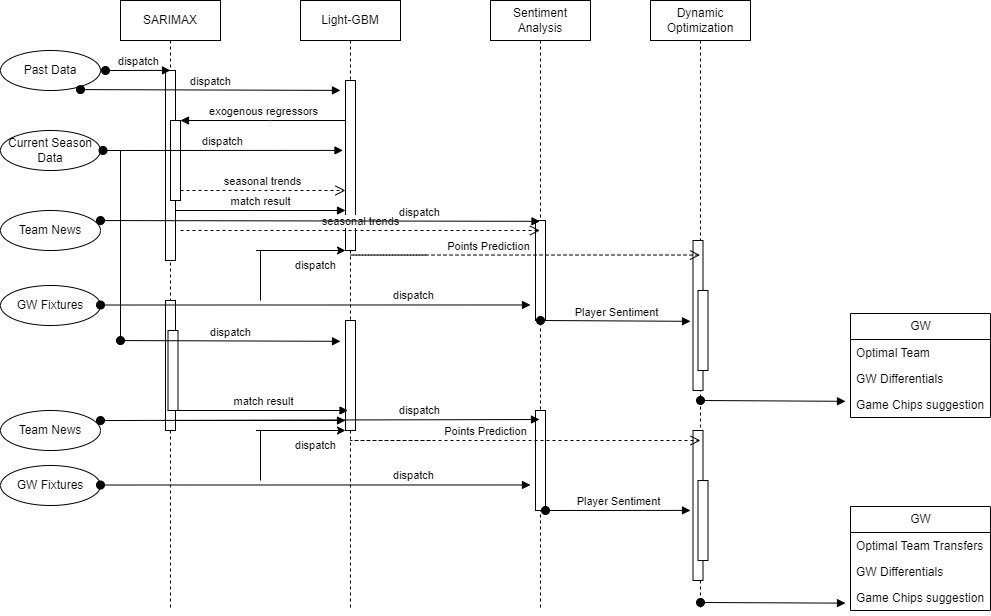 SARIMAX
Light-GBM
Sentiment
Analysis
Dynamic
Optimization
Past Data
dispatch
dispatch
exogenous regressors
Current Season
Data
dispatch
seasonal trends
match result
Team News
dispatch
seasonal trends
Points Prediction
dispatch
GW Fixtures
dispatch
Player Sentiment
dispatch
GW
Optimal Team
GW Differentials
Game Chips suggestion
match result
Team News
dispatch
Points Prediction
dispatch
GW Fixtures
dispatch
Player Sentiment
GW
Optimal Team Transfers
GW Differentials
Game Chips suggestion